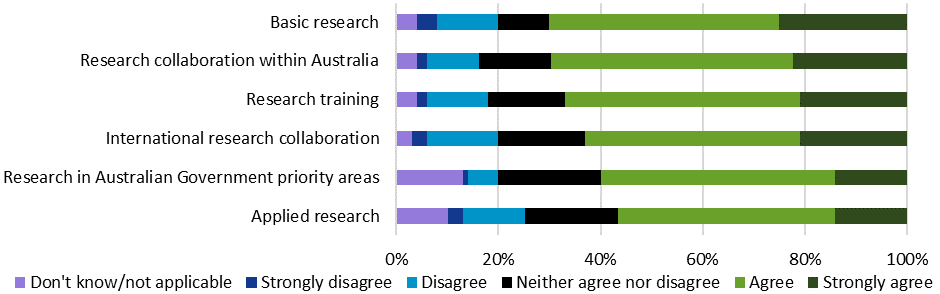 Basic research
Research collaboration within Australia
Research training
International research collaboration
Research in Australian Government priority areas
Applied research
0% 20% 40% 60% 80% 100%
Don't know/not applicable Strongly disagree Disagree Neither agree nor disagree Agree Strongly agree